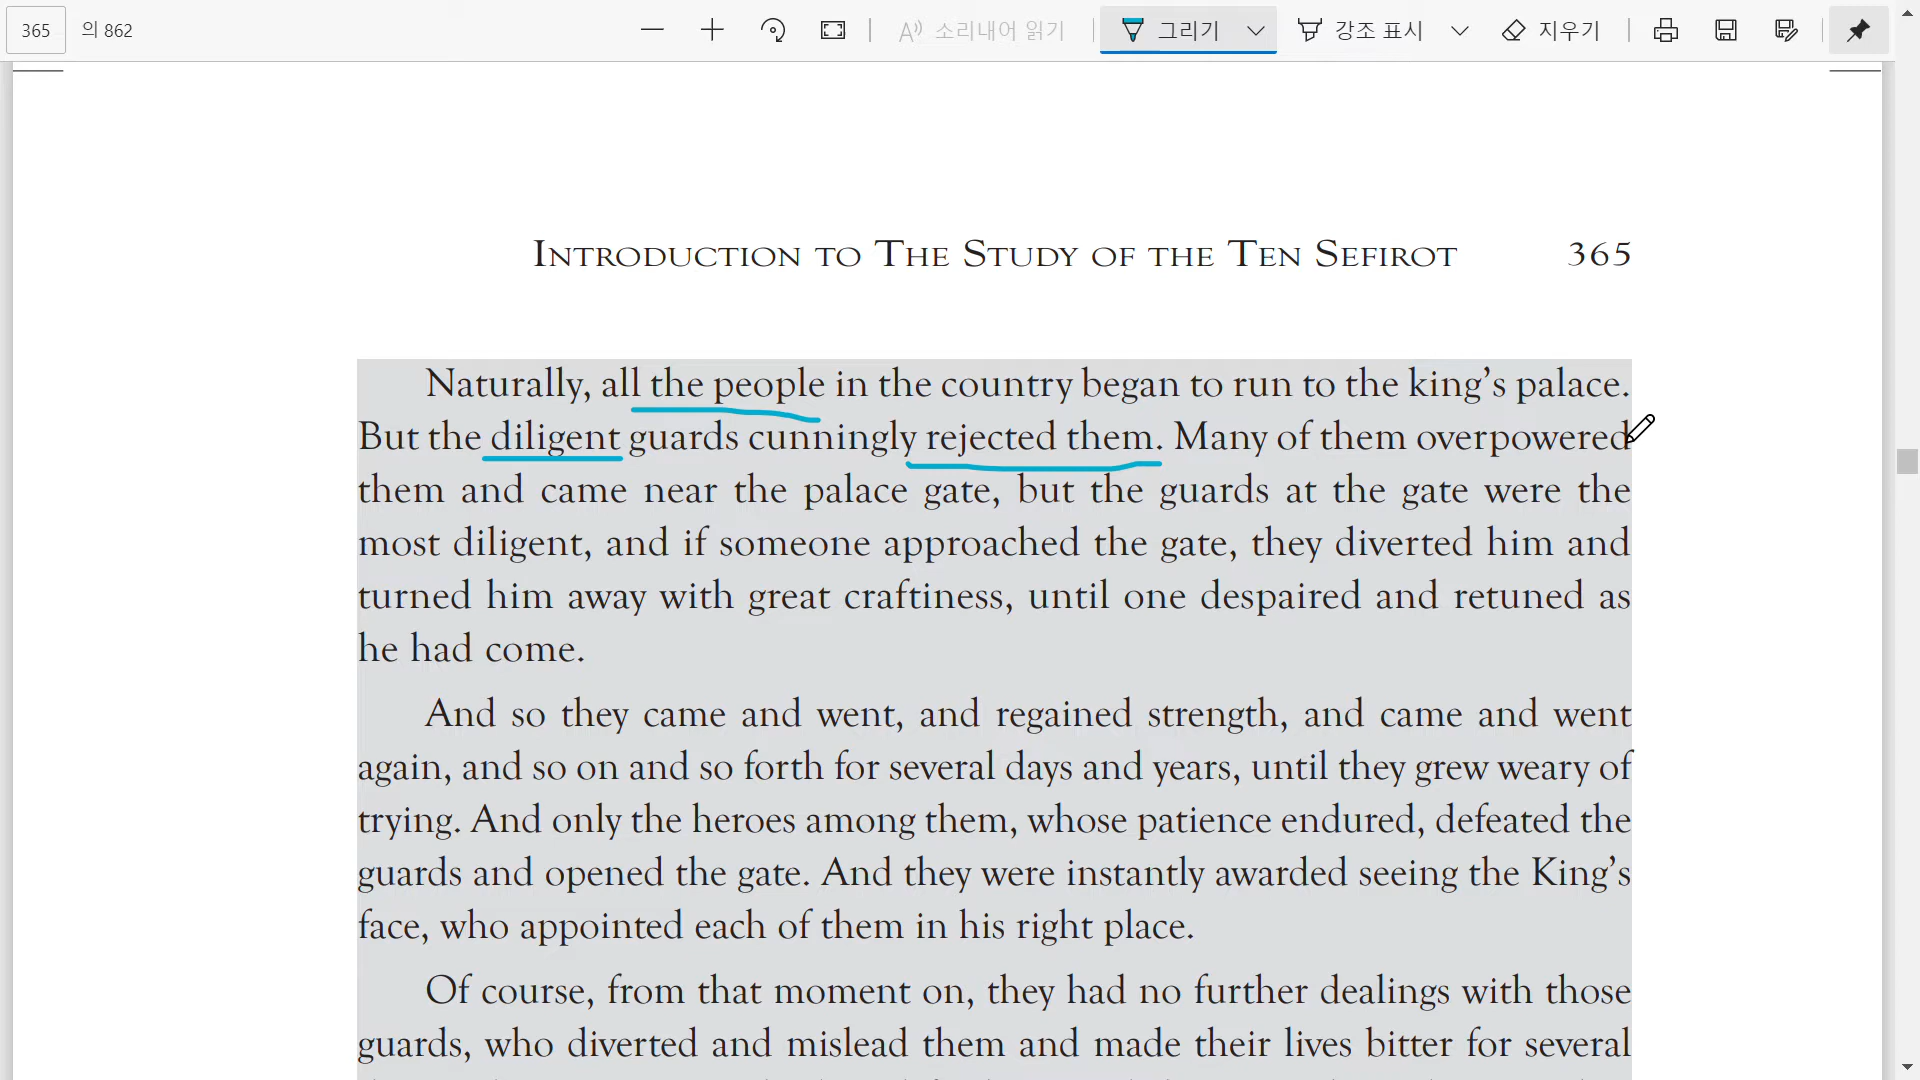 365 의 862 소리내어 읽기 그리기 강조 표시 지우기
INTRODUCTION TO THE STUDY OF THE TEN SEFIROT 365
Naturally, all the people in the country began to run to the king’s palace.
But the diligent guards cunningly rejected them. Many of them overpowered
them and came near the palace gate, but the guards at the gate were the
most diligent, and if someone approached the gate, they diverted him and
turned him away with great craftiness, until one despaired and retuned as
he had come.
And so they came and went, and regained strength, and came and went
again, and so on and so forth for several days and years, until they grew weary of
trying. And only the heroes among them, whose patience endured, defeated the
guards and opened the gate. And they were instantly awarded seeing the King’s
face, who appointed each of them in his right place.
Of course, from that moment on, they had no further dealings with those
guards, who diverted and mislead them and made their lives bitter for several